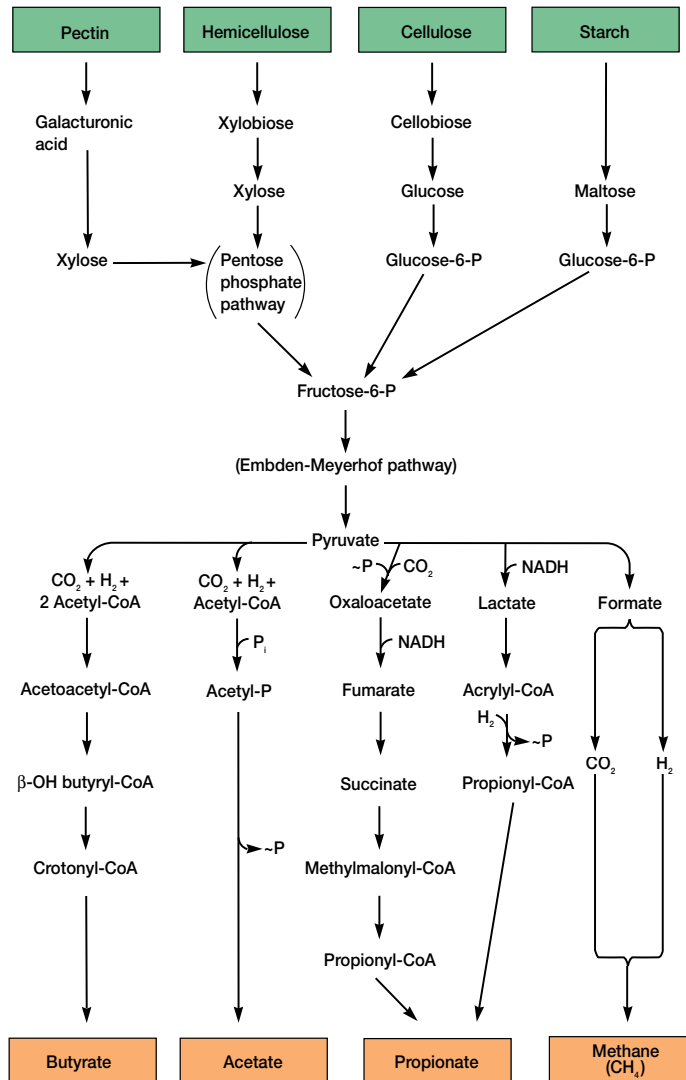 Pectin
Hemicellulose
Cellulose
Starch
Galacturonic
acid
Xylobiose
Cellobiose
Xylose
Glucose
Maltose
Xylose
(Pentose
phosphate
pathway)
Glucose-6-P
Glucose-6-P
Fructose-6-P
(Embden-Meyerhof pathway)
Pyruvate
CO₂ + H₂ +
2 Acetyl-CoA
CO₂ + H₂ +
Acetyl-CoA
~P
CO₂
Oxaloacetate
NADH
Lactate
Formate
Pᵢ
NADH
Acetoacetyl-CoA
Acetyl-P
Fumarate
Acrylyl-CoA
H₂
~P
CO₂
H₂
β-OH butyryl-CoA
Succinate
Propionyl-CoA
~P
Crotonyl-CoA
Methylmalonyl-CoA
Propionyl-CoA
Butyrate
Acetate
Propionate
Methane
(CH₄)